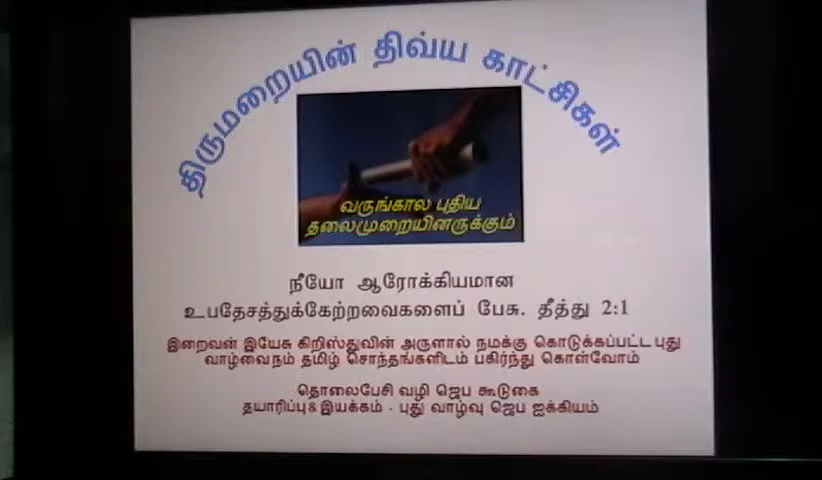 திருமறையின் திவ்ய காட்சிகள்
வருங்கால புதிய
தலைமுறையினருக்கும்
நீயோ ஆரோக்கியமான
உபதேசத்துக்கேற்றவைகளைப் பேசு. தீத்து 2:1
இறைவன் இயேசு கிறிஸ்துவின் அருளால் நமக்கு கொடுக்கப்பட்ட புது
வாழ்வைநம் தமிழ் சொந்தங்களிடம் பகிர்ந்து கொள்வோம்
தொலைபேசி வழி ஜெப கூடுகை
தயாரிப்பு&இயக்கம் - புது வாழ்வு ஜெப ஐக்கியம்